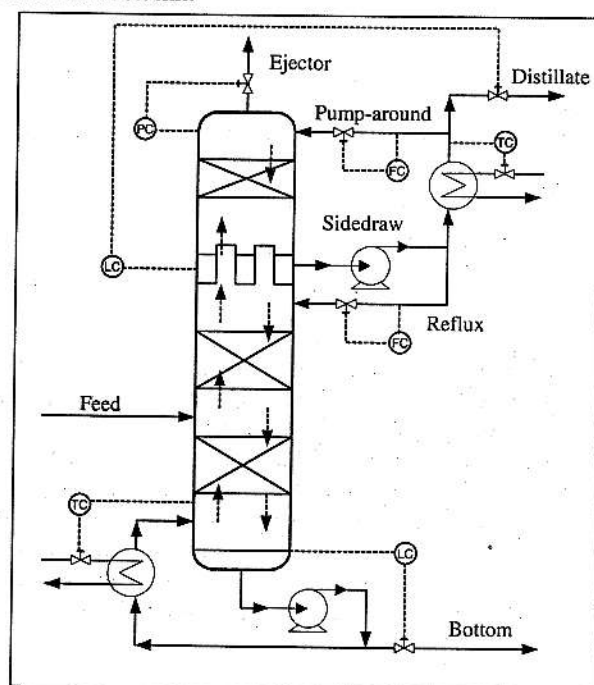 Ejector
Distillate
Pump-around
PC
TC
FC
Sidedraw
LC
Reflux
FC
Feed
TC
LC
Bottom